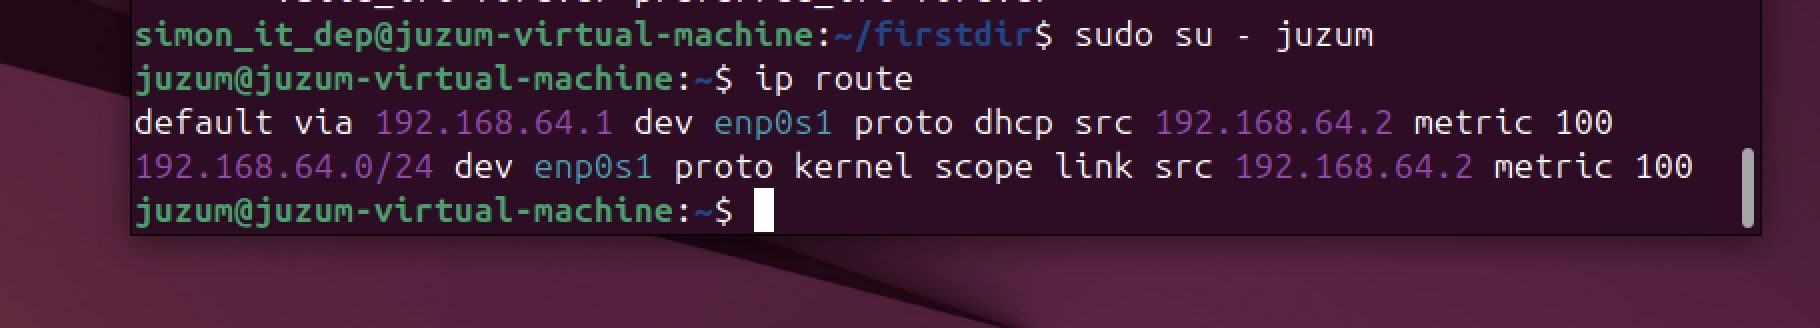 simon_it_dep@juzum-virtual-machine:~/firstdir$ sudo su - juzum
juzum@juzum-virtual-machine:~$ ip route
default via 192.168.64.1 dev enp0s1 proto dhcp src 192.168.64.2 metric 100
192.168.64.0/24 dev enp0s1 proto kernel scope link src 192.168.64.2 metric 100
juzum@juzum-virtual-machine:~$